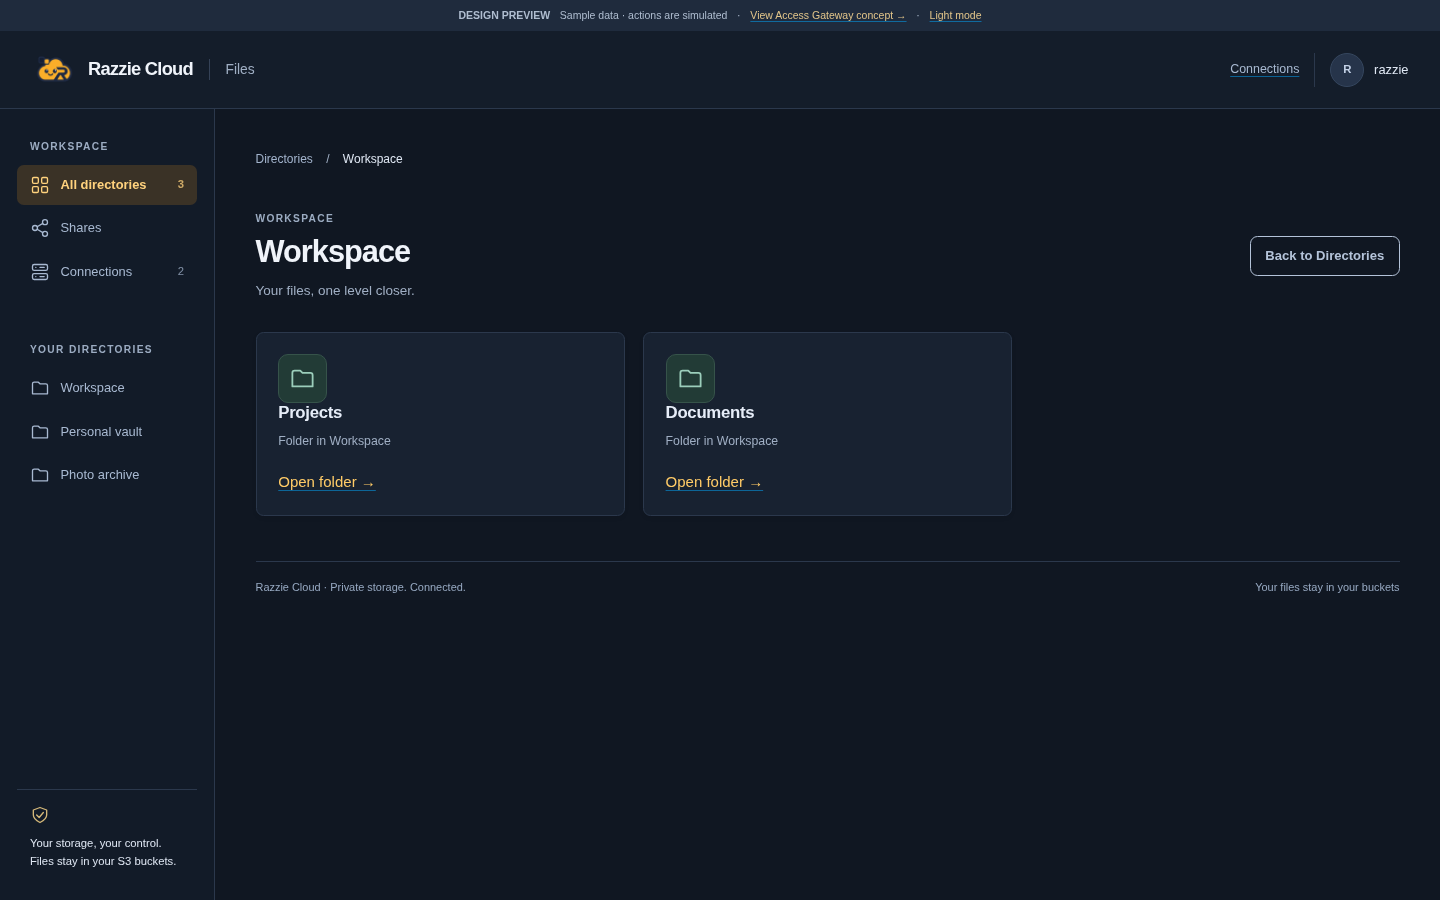 DESIGN PREVIEW Sample data · actions are simulated · View Access Gateway concept → · Light mode
Razzie Cloud Files
Connections R razzie
WORKSPACE
All directories 3
Shares
Connections 2
YOUR DIRECTORIES
Workspace
Personal vault
Photo archive
Your storage, your control.
Files stay in your S3 buckets.
Directories / Workspace
WORKSPACE
Workspace
Your files, one level closer.
Back to Directories
Projects
Folder in Workspace
Open folder →
Documents
Folder in Workspace
Open folder →
Razzie Cloud · Private storage. Connected.
Your files stay in your buckets